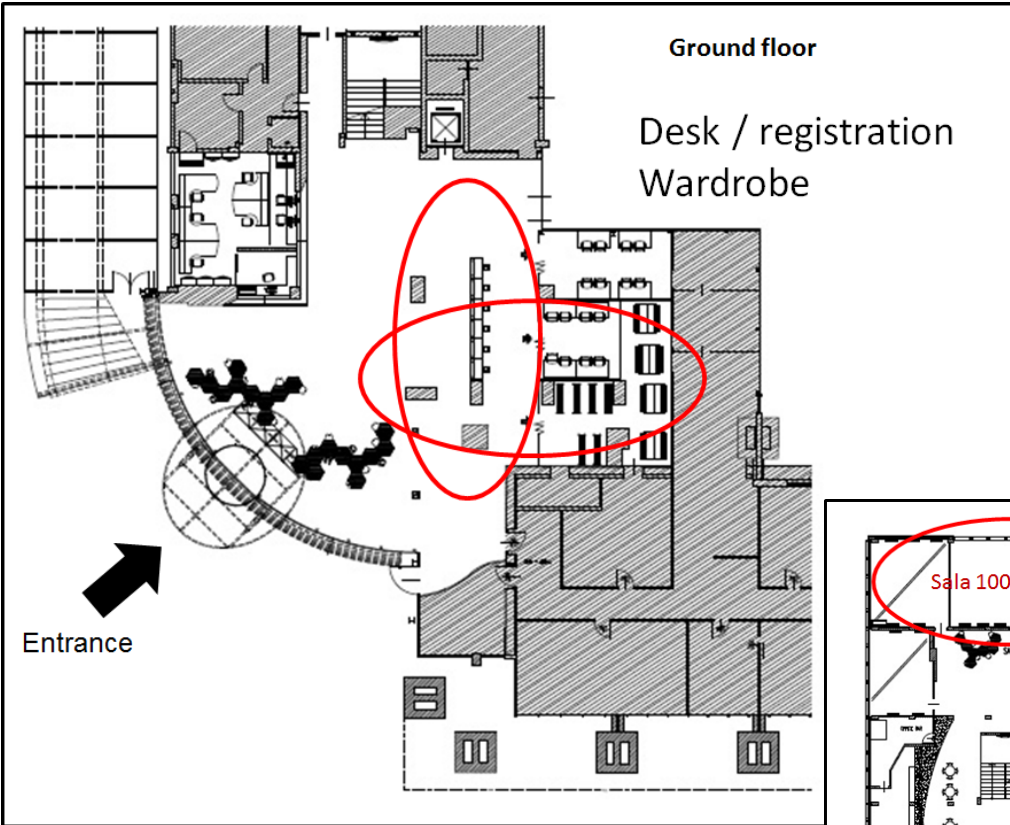 Ground floor
Desk / registration
Wardrobe
Entrance
Sala 100